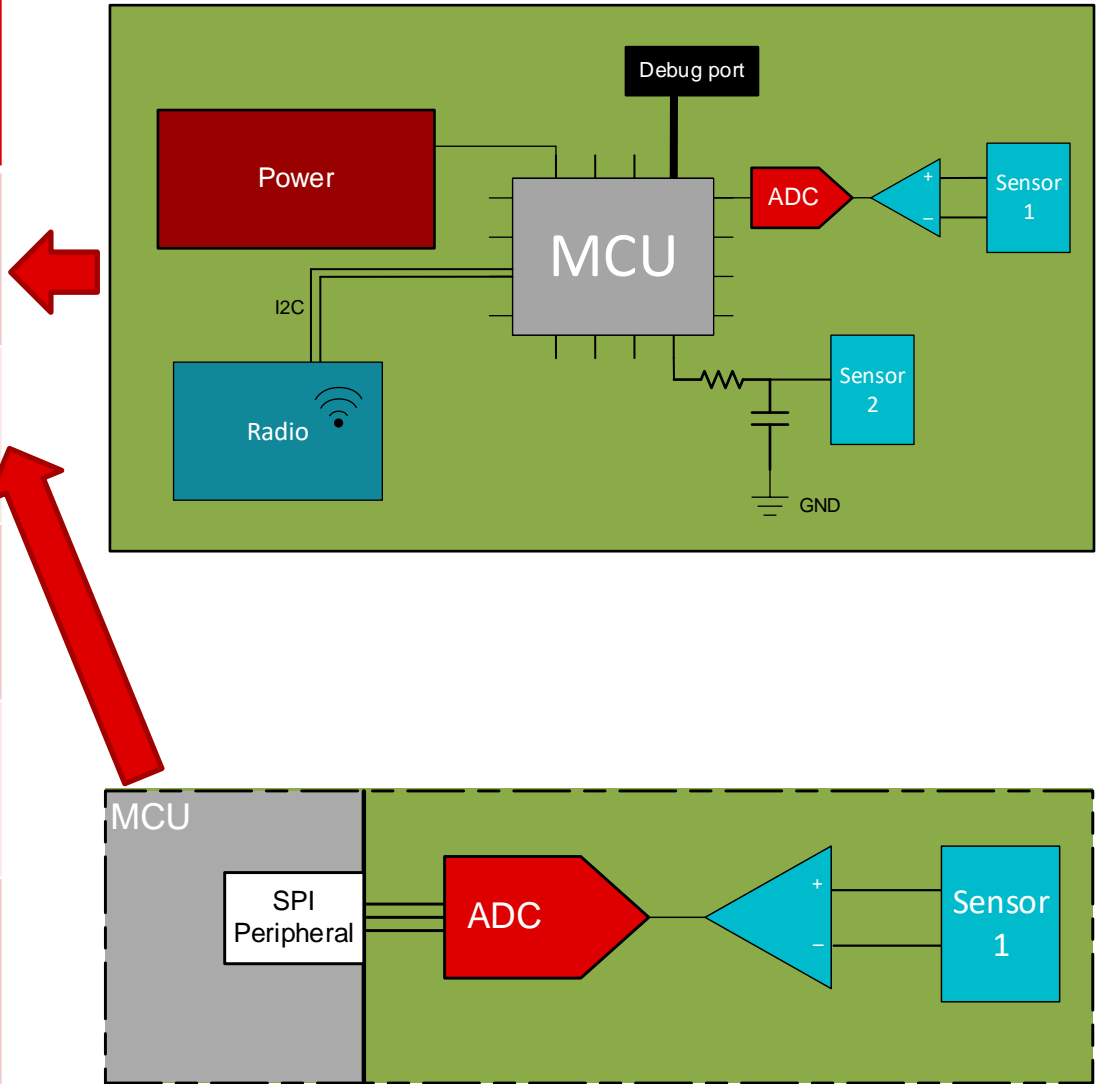 Debug port
Power
MCU
ADC
+
−
Sensor
1
I2C
Radio
Sensor
2
GND
MCU
SPI
Peripheral
ADC
+
−
Sensor
1